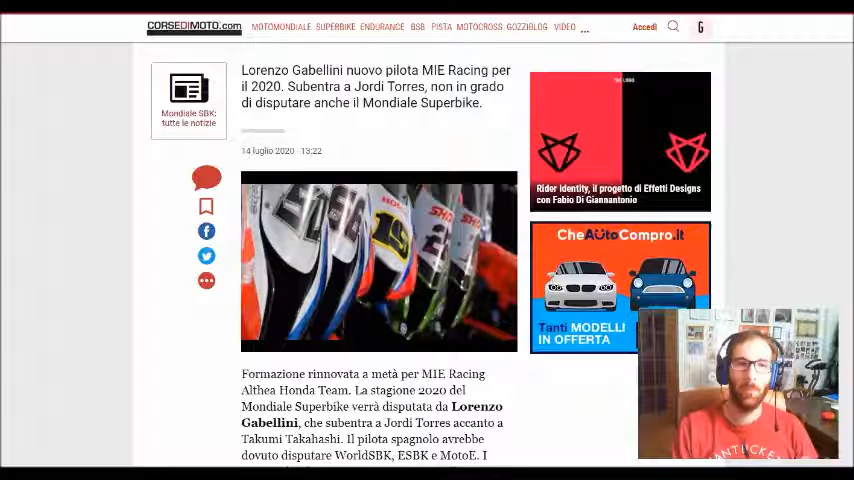 CORSEDIMOTO.com
MOTOMONDIALE SUPERBIKE ENDURANCE BSB PISTA MOTOCROSS GOZZIBLOG VIDEO ...
Accedi
G
Mondiale SBK:
tutte le notizie
Lorenzo Gabellini nuovo pilota MIE Racing per
il 2020. Subentra a Jordi Torres, non in grado
di disputare anche il Mondiale Superbike.
14 luglio 2020 - 13:22
19
Formazione rinnovata a metà per MIE Racing
Althea Honda Team. La stagione 2020 del
Mondiale Superbike verrà disputata da Lorenzo
Gabellini, che subentra a Jordi Torres accanto a
Takumi Takahashi. Il pilota spagnolo avrebbe
dovuto disputare WorldSBK, ESBK e MotoE. I
Rider Identity, il progetto di Effetti Designs
con Fabio Di Giannantonio
CheAutoCompro.it
Tanti MODELLI
IN OFFERTA
ANTUCKET